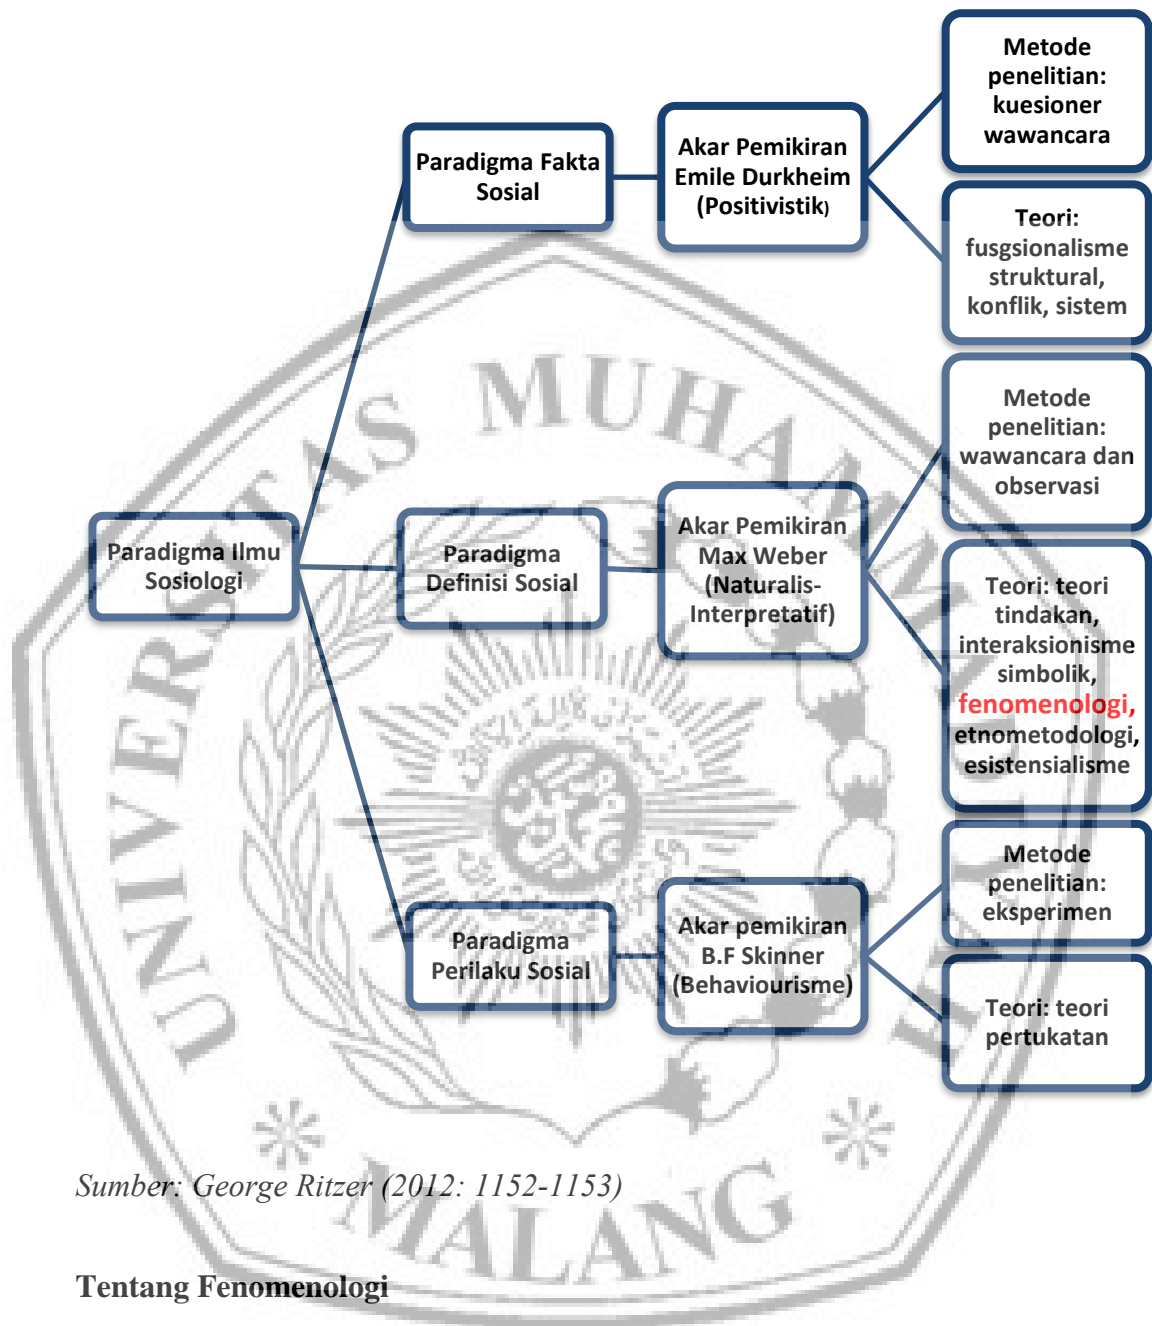 Metode
penelitian:
kuesioner
wawancara
Paradigma Fakta
Sosial
Akar Pemikiran
Emile Durkheim
(Positivistik)
Teori:
fusgsionalisme
struktural,
konflik, sistem
Metode
penelitian:
wawancara dan
observasi
Paradigma Ilmu
Sosiologi
Paradigma
Definisi Sosial
Akar Pemikiran
Max Weber
(Naturalis-
Interpretatif)
Teori: teori
tindakan,
interaksionisme
simbolik,
fenomenologi,
etnometodologi,
esistensialisme
Metode
penelitian:
eksperimen
Paradigma
Perilaku Sosial
Akar pemikiran
B.F Skinner
(Behaviourisme)
Teori: teori
pertukatan
UNIVERSITAS MUHAMMADIYAH
MALANG
Sumber: George Ritzer (2012: 1152-1153)
Tentang Fenomenologi